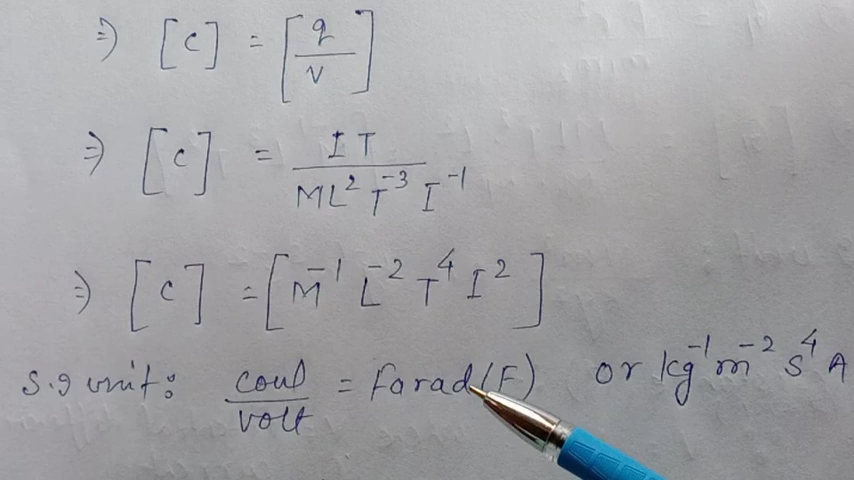 ⇒ [C] = [q/V]
⇒ [C] = IT/ML²T⁻³I⁻¹
⇒ [C] = [M⁻¹L⁻²T⁴I²]
S.I unit: coul/volt = Farad (F) or kg⁻¹m⁻²s⁴A